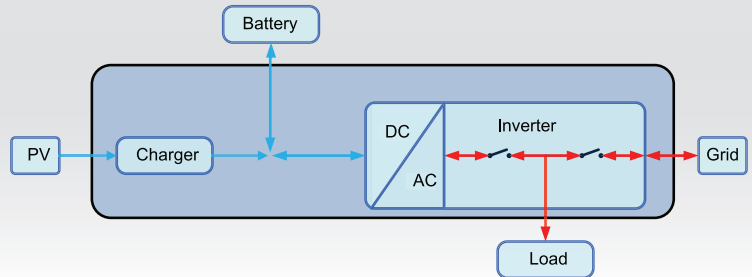 Battery
PV
Charger
DC
AC
Inverter
Grid
Load